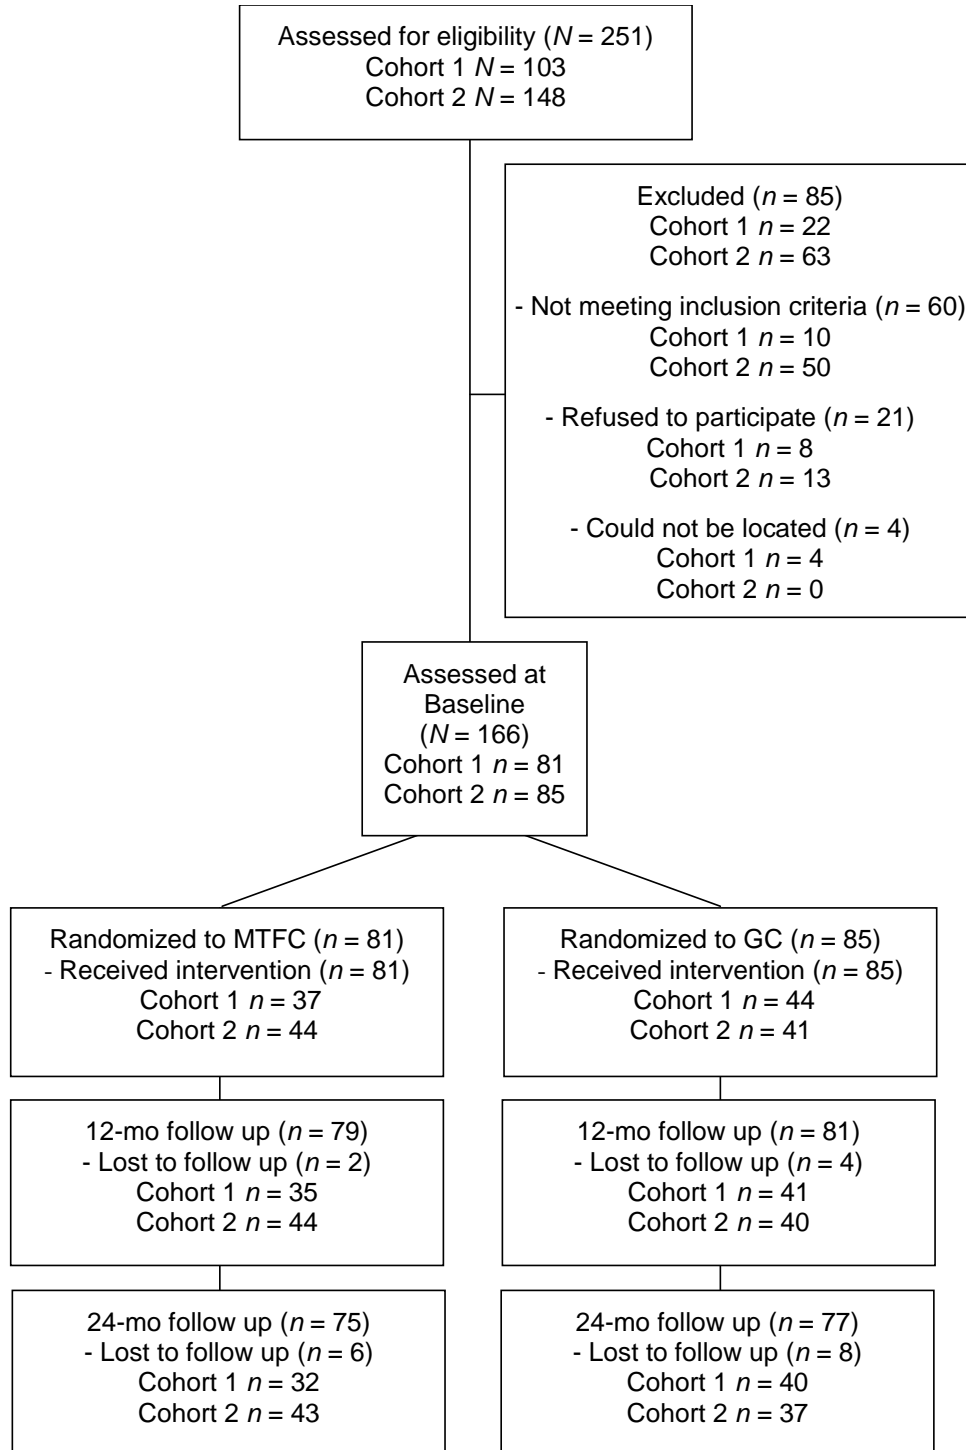 Assessed for eligibility (N = 251)
Cohort 1 N = 103
Cohort 2 N = 148
Excluded (n = 85)
Cohort 1 n = 22
Cohort 2 n = 63
- Not meeting inclusion criteria (n = 60)
Cohort 1 n = 10
Cohort 2 n = 50
- Refused to participate (n = 21)
Cohort 1 n = 8
Cohort 2 n = 13
- Could not be located (n = 4)
Cohort 1 n = 4
Cohort 2 n = 0
Assessed at
Baseline
(N = 166)
Cohort 1 n = 81
Cohort 2 n = 85
Randomized to MTFC (n = 81)
- Received intervention (n = 81)
Cohort 1 n = 37
Cohort 2 n = 44
Randomized to GC (n = 85)
- Received intervention (n = 85)
Cohort 1 n = 44
Cohort 2 n = 41
12-mo follow up (n = 79)
- Lost to follow up (n = 2)
Cohort 1 n = 35
Cohort 2 n = 44
12-mo follow up (n = 81)
- Lost to follow up (n = 4)
Cohort 1 n = 41
Cohort 2 n = 40
24-mo follow up (n = 75)
- Lost to follow up (n = 6)
Cohort 1 n = 32
Cohort 2 n = 43
24-mo follow up (n = 77)
- Lost to follow up (n = 8)
Cohort 1 n = 40
Cohort 2 n = 37